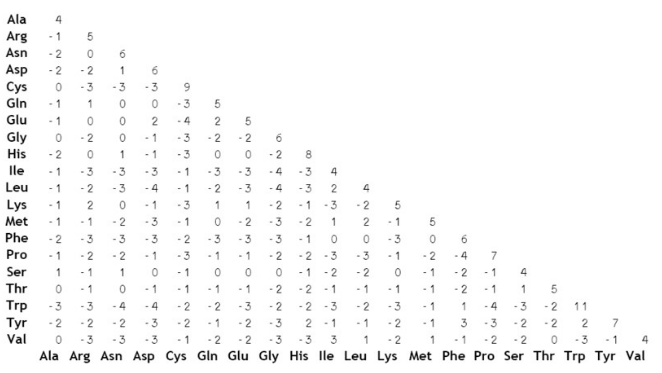 Ala 4
Arg -1 5
Asn -2 0 6
Asp -2 -2 1 6
Cys 0 -3 -3 -3 9
Gln -1 1 0 0 -3 5
Glu -1 0 0 2 -4 2 5
Gly 0 -2 0 -1 -3 -2 -2 6
His -2 0 1 -1 -3 0 0 -2 8
Ile -1 -3 -3 -3 -1 -3 -3 -4 -3 4
Leu -1 -2 -3 -4 -1 -2 -3 -4 -3 2 4
Lys -1 2 0 -1 -3 1 1 -2 -1 -3 -2 5
Met -1 -1 -2 -3 -1 0 -2 -3 -2 1 2 -1 5
Phe -2 -3 -3 -3 -2 -3 -3 -3 -1 0 0 -3 0 6
Pro -1 -2 -2 -1 -3 -1 -1 -2 -2 -3 -3 -1 -2 -4 7
Ser 1 -1 1 0 -1 0 0 0 -1 -2 -2 0 -1 -2 -1 4
Thr 0 -1 0 -1 -1 -1 -1 -2 -2 -1 -1 -1 -1 -2 -1 1 5
Trp -3 -3 -4 -4 -2 -2 -3 -2 -2 -3 -2 -3 -1 1 -4 -3 -2 11
Tyr -2 -2 -2 -3 -2 -1 -2 -3 2 -1 -1 -2 -1 3 -3 -2 -2 2 7
Val 0 -3 -3 -3 -1 -2 -2 -3 -3 3 1 -2 1 -1 -2 -2 0 -3 -1 4
Ala Arg Asn Asp Cys Gln Glu Gly His Ile Leu Lys Met Phe Pro Ser Thr Trp Tyr Val